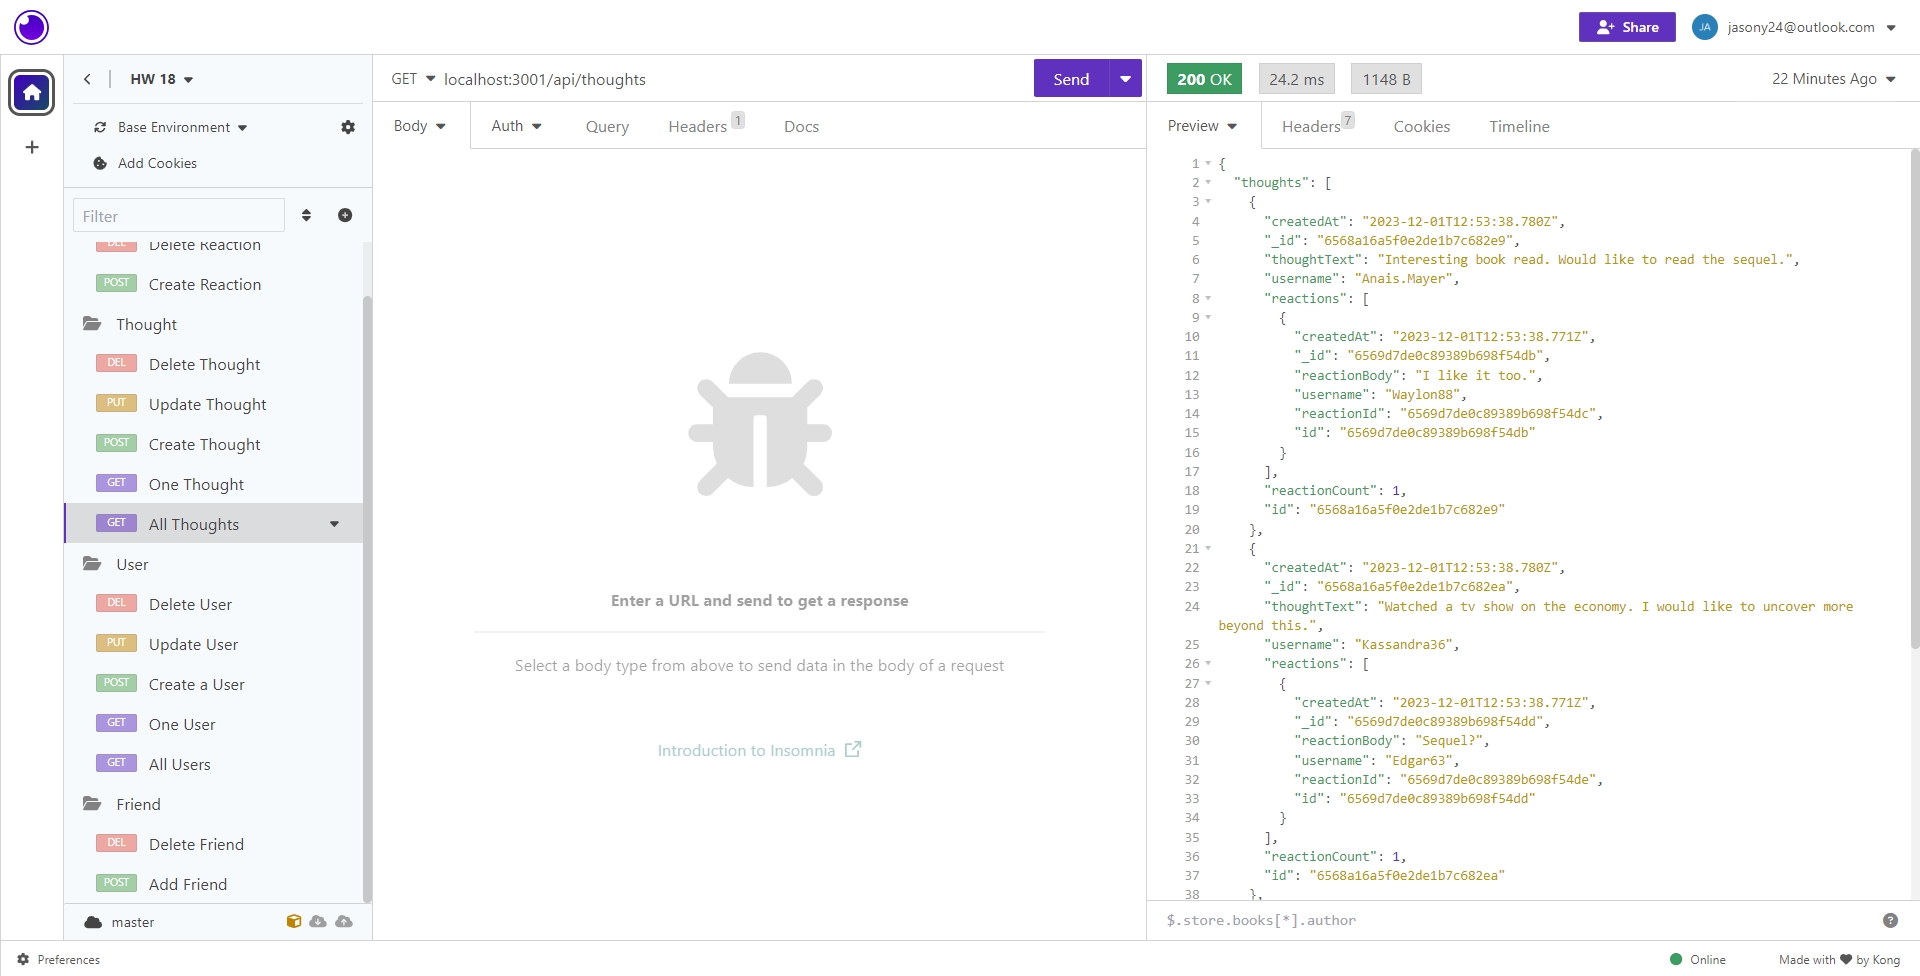 Share
JA
jasony24@outlook.com
HW 18
Base Environment
Add Cookies
Filter
DEL Delete Reaction
POST Create Reaction
Thought
DEL Delete Thought
PUT Update Thought
POST Create Thought
GET One Thought
GET All Thoughts
User
DEL Delete User
PUT Update User
POST Create a User
GET One User
GET All Users
Friend
DEL Delete Friend
POST Add Friend
master
GET localhost:3001/api/thoughts Send
Body Auth Query Headers 1 Docs
Enter a URL and send to get a response
Select a body type from above to send data in the body of a request
Introduction to Insomnia
200 OK 24.2 ms 1148 B 22 Minutes Ago
Preview Headers 7 Cookies Timeline
1 {
2 "thoughts": [
3 {
4 "createdAt": "2023-12-01T12:53:38.780Z",
5 "_id": "6568a16a5f0e2de1b7c682e9",
6 "thoughtText": "Interesting book read. Would like to read the sequel.",
7 "username": "Anais.Mayer",
8 "reactions": [
9 {
10 "createdAt": "2023-12-01T12:53:38.771Z",
11 "_id": "6569d7de0c89389b698f54db",
12 "reactionBody": "I like it too.",
13 "username": "Waylon88",
14 "reactionId": "6569d7de0c89389b698f54dc",
15 "id": "6569d7de0c89389b698f54db"
16 }
17 ],
18 "reactionCount": 1,
19 "id": "6568a16a5f0e2de1b7c682e9"
20 },
21 {
22 "createdAt": "2023-12-01T12:53:38.780Z",
23 "_id": "6568a16a5f0e2de1b7c682ea",
24 "thoughtText": "Watched a tv show on the economy. I would like to uncover more
beyond this.",
25 "username": "Kassandra36",
26 "reactions": [
27 {
28 "createdAt": "2023-12-01T12:53:38.771Z",
29 "_id": "6569d7de0c89389b698f54dd",
30 "reactionBody": "Sequel?",
31 "username": "Edgar63",
32 "reactionId": "6569d7de0c89389b698f54de",
33 "id": "6569d7de0c89389b698f54dd"
34 }
35 ],
36 "reactionCount": 1,
37 "id": "6568a16a5f0e2de1b7c682ea"
38 },
$.store.books[*].author
Preferences
Online
Made with ♥ by Kong